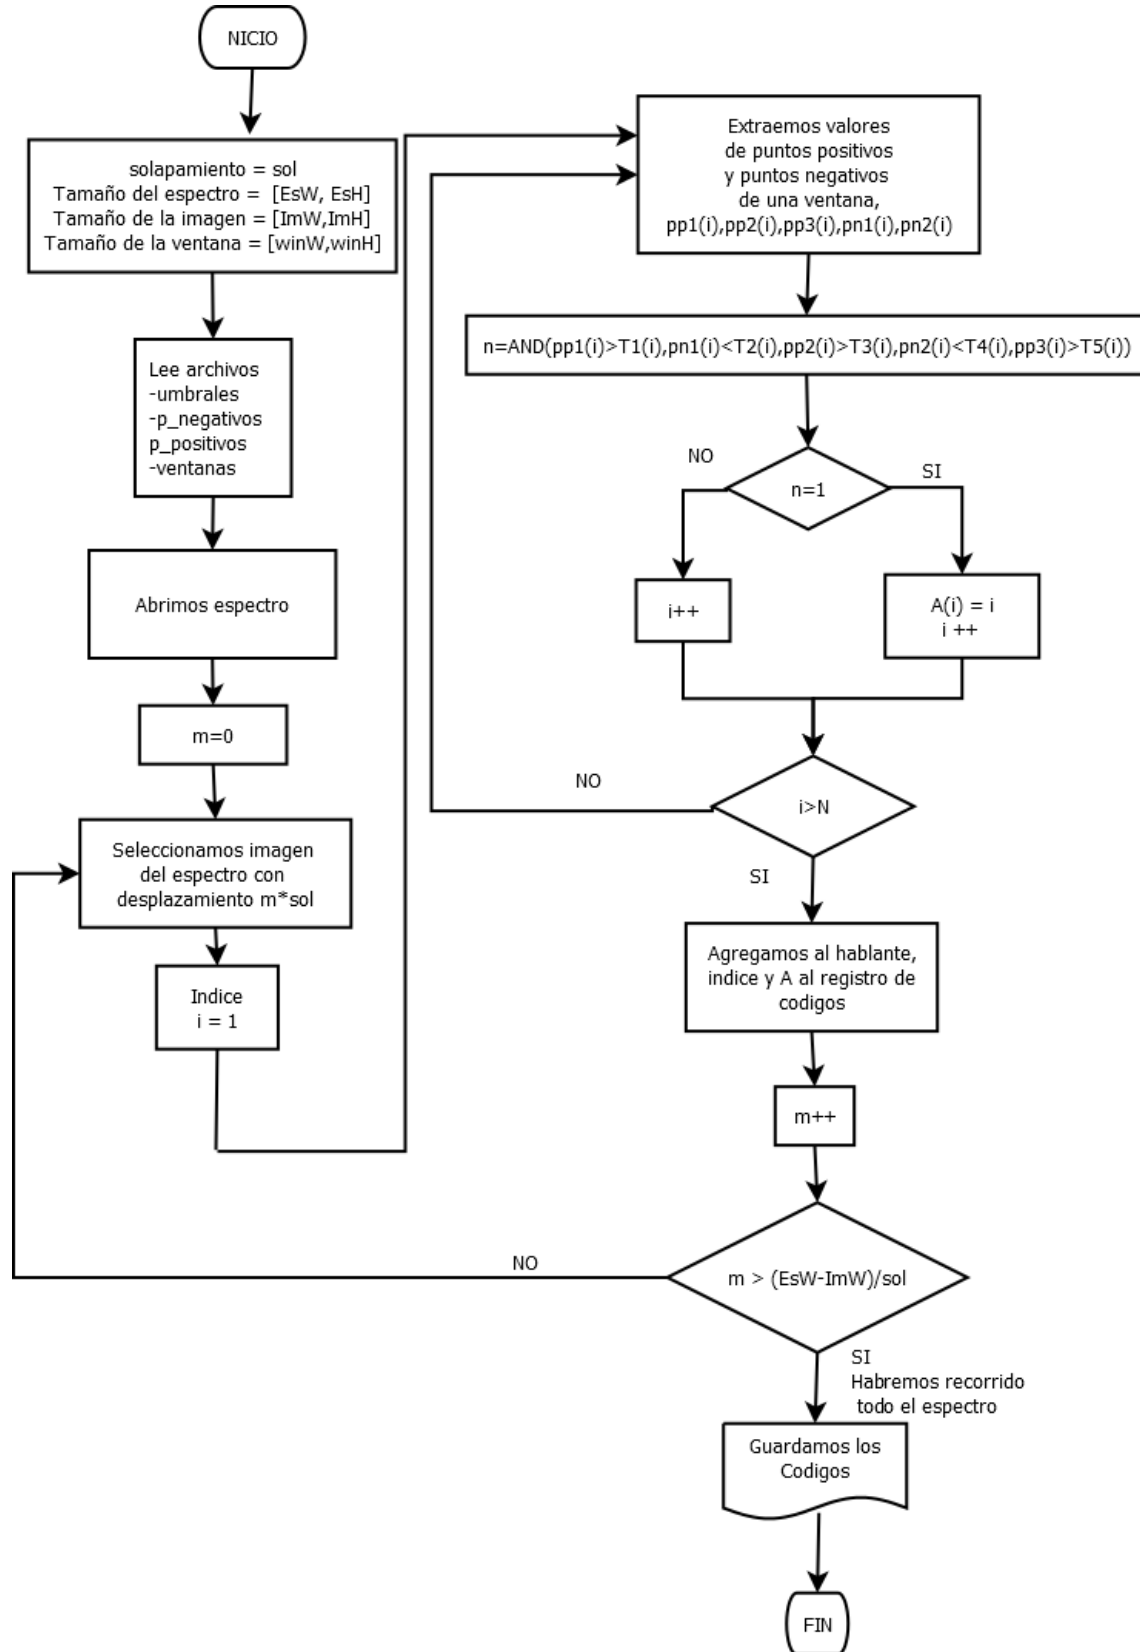 NICIO
solapamiento = sol
Tamaño del espectro = [EsW, EsH]
Tamaño de la imagen = [ImW,ImH]
Tamaño de la ventana = [winW,winH]
Lee archivos
-umbrales
-p_negativos
p_positivos
-ventanas
Abrimos espectro
m=0
Seleccionamos imagen
del espectro con
desplazamiento m*sol
Indice
i = 1
Extraemos valores
de puntos positivos
y puntos negativos
de una ventana,
pp1(i),pp2(i),pp3(i),pn1(i),pn2(i)
n=AND(pp1(i)>T1(i),pn1(i)<T2(i),pp2(i)>T3(i),pn2(i)<T4(i),pp3(i)>T5(i))
n=1
NO
SI
i++
A(i) = i
i ++
i>N
NO
SI
Agregamos al hablante,
indice y A al registro de
codigos
m++
m > (EsW-ImW)/sol
NO
SI
Habremos recorrido
todo el espectro
Guardamos los
Codigos
FIN